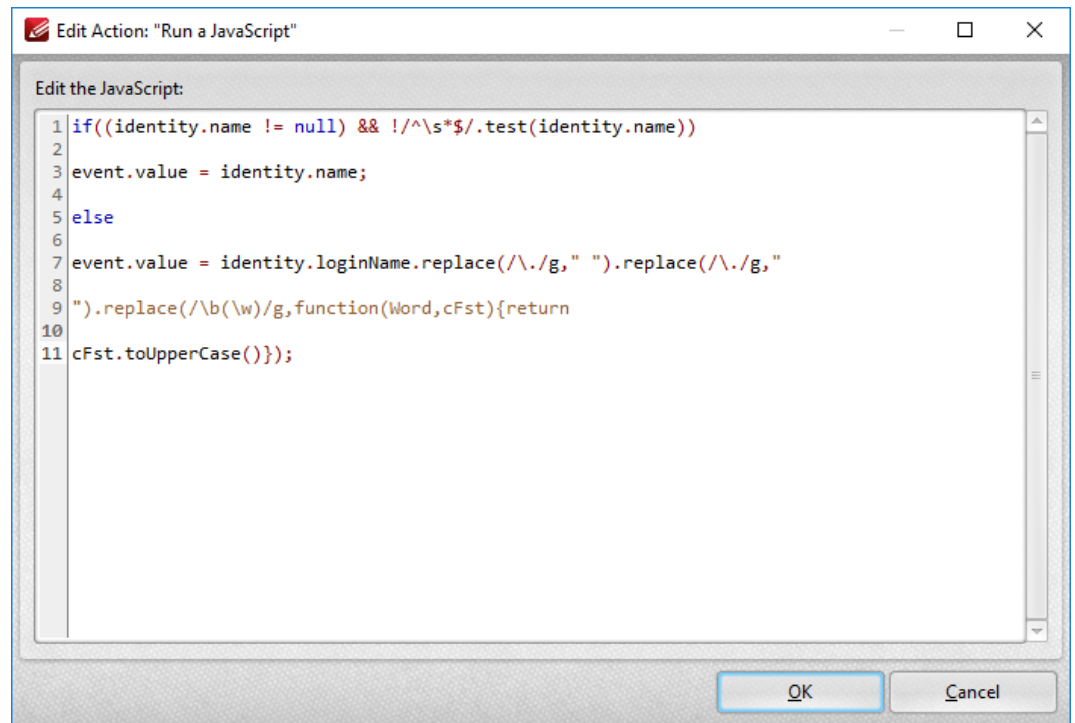 Edit Action: "Run a JavaScript"
Edit the JavaScript:
1 if((identity.name != null) && !/^\s*$/.test(identity.name))
2
3 event.value = identity.name;
4
5 else
6
7 event.value = identity.loginName.replace(/\./g," ").replace(/\./g,"
8
9 ").replace(/\b(\w)/g,function(Word,cFst){return
10
11 cFst.toUpperCase()});
OK Cancel